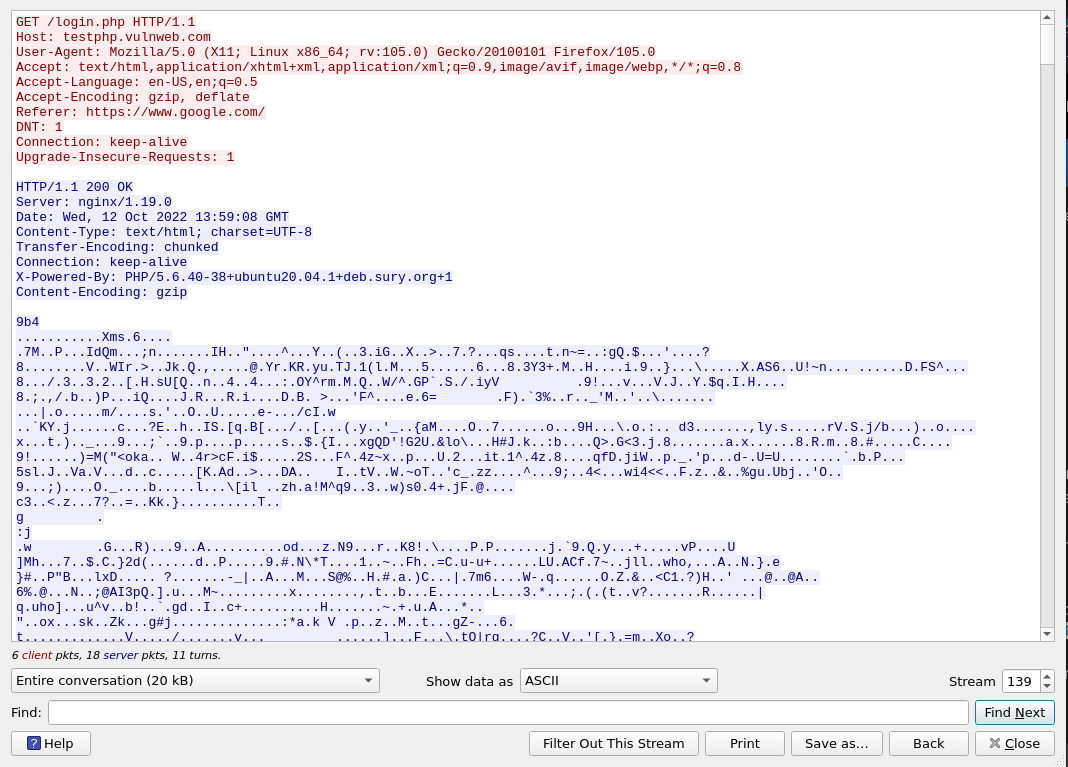 GET /login.php HTTP/1.1
Host: testphp.vulnweb.com
User-Agent: Mozilla/5.0 (X11; Linux x86_64; rv:105.0) Gecko/20100101 Firefox/105.0
Accept: text/html,application/xhtml+xml,application/xml;q=0.9,image/avif,image/webp,*/*;q=0.8
Accept-Language: en-US,en;q=0.5
Accept-Encoding: gzip, deflate
Referer: https://www.google.com/
DNT: 1
Connection: keep-alive
Upgrade-Insecure-Requests: 1
HTTP/1.1 200 OK
Server: nginx/1.19.0
Date: Wed, 12 Oct 2022 13:59:08 GMT
Content-Type: text/html; charset=UTF-8
Transfer-Encoding: chunked
Connection: keep-alive
X-Powered-By: PHP/5.6.40-38+ubuntu20.04.1+deb.sury.org+1
Content-Encoding: gzip
9b4
...........Xms.6....
.7M..P...IdQm...;n.......IH.."....^...Y..(..3.iG..X..>..7.?...qs....t.n~=..:gQ.$...'....?
8........V..WIr.>..Jk.Q.,.....@.Yr.KR.yu.TJ.1(l.M...5......6...8.3Y3+.M..H....i.9..}...\.....X.AS6..U!~n... ......D.FS^...
8.../.3..3.2..[.H.sU[Q..n..4..4...:.OY^rm.M.Q..W/^.GP`.S./.iyV .9!...v...V.J..Y.$q.I.H....
8.;.,/.b..)P...iQ....J.R...R.i....D.B. >...'F^....e.6= .F).`3%..r.._'M..'..\.......
...|.o.....m/....s.'..O..U.....e-.../cI.w
..`KY.j......c...?E..h..IS.[q.B[.../..[...(.y..'_..{aM....O..7......o...9H...\.o.:.. d3.......,ly.s.....rV.S.j/b...)..o....
x...t.).._...9...;`..9.p....p.....s..$.{I...xgQD'!G2U.&lo\...H#J.k..:b....Q>.G<3.j.8.......a.x......8.R.m..8.#.....C....
9!......)=M("<oka.. W..4r>cF.i$.....2S...F^.4z~x..p...U.2...it.1^.4z.8....qfD.jiW..p._.'p...d-.U=U........`.b.P...
5sl.J..Va.V...d..c.....[K.Ad..>...DA.. I..tV..W.~oT..'c_.zz....^...9;..4<...wi4<<..F.z..&..%gu.Ubj..'O..
9...;)....O._....b.....l...\[il ..zh.a!M^q9..3..w)s0.4+.jF.@....
c3..<.z...7?..=..Kk.}..........T..
g .
:j
.w .G...R)...9..A..........od...z.N9...r..K8!.\....P.P.......j.`9.Q.y...+.....vP....U
]Mh...7..$.C.}2d(......d..P.....9.#.N\*T....1..~..Fh..=C.u-u+......LU.ACf.7~..jll..who,...A..N.}.e
}#..P"B...lxD..... ?.......-_|..A...M...S@%..H.#.a.)C...|.7m6....W-.q......O.Z.&..<C1.?)H..' ...@..@A..
6%.@...N..;@AI3pQ.].u...M~.........x........,.t..b...E.......L...3.*...;.(.(t..v?.......R......|
q.uho]...u^v..b!..`.gd..I..c+..........H.......~.+.u.A...*..
"..ox...sk..Zk...g#j..............:*a.k V .p..z..M..t...gZ-...6.
6 client pkts, 18 server pkts, 11 turns.
Entire conversation (20 kB)
Show data as
ASCII
Stream
139
Find:
Find Next
Help
Filter Out This Stream
Print
Save as...
Back
Close